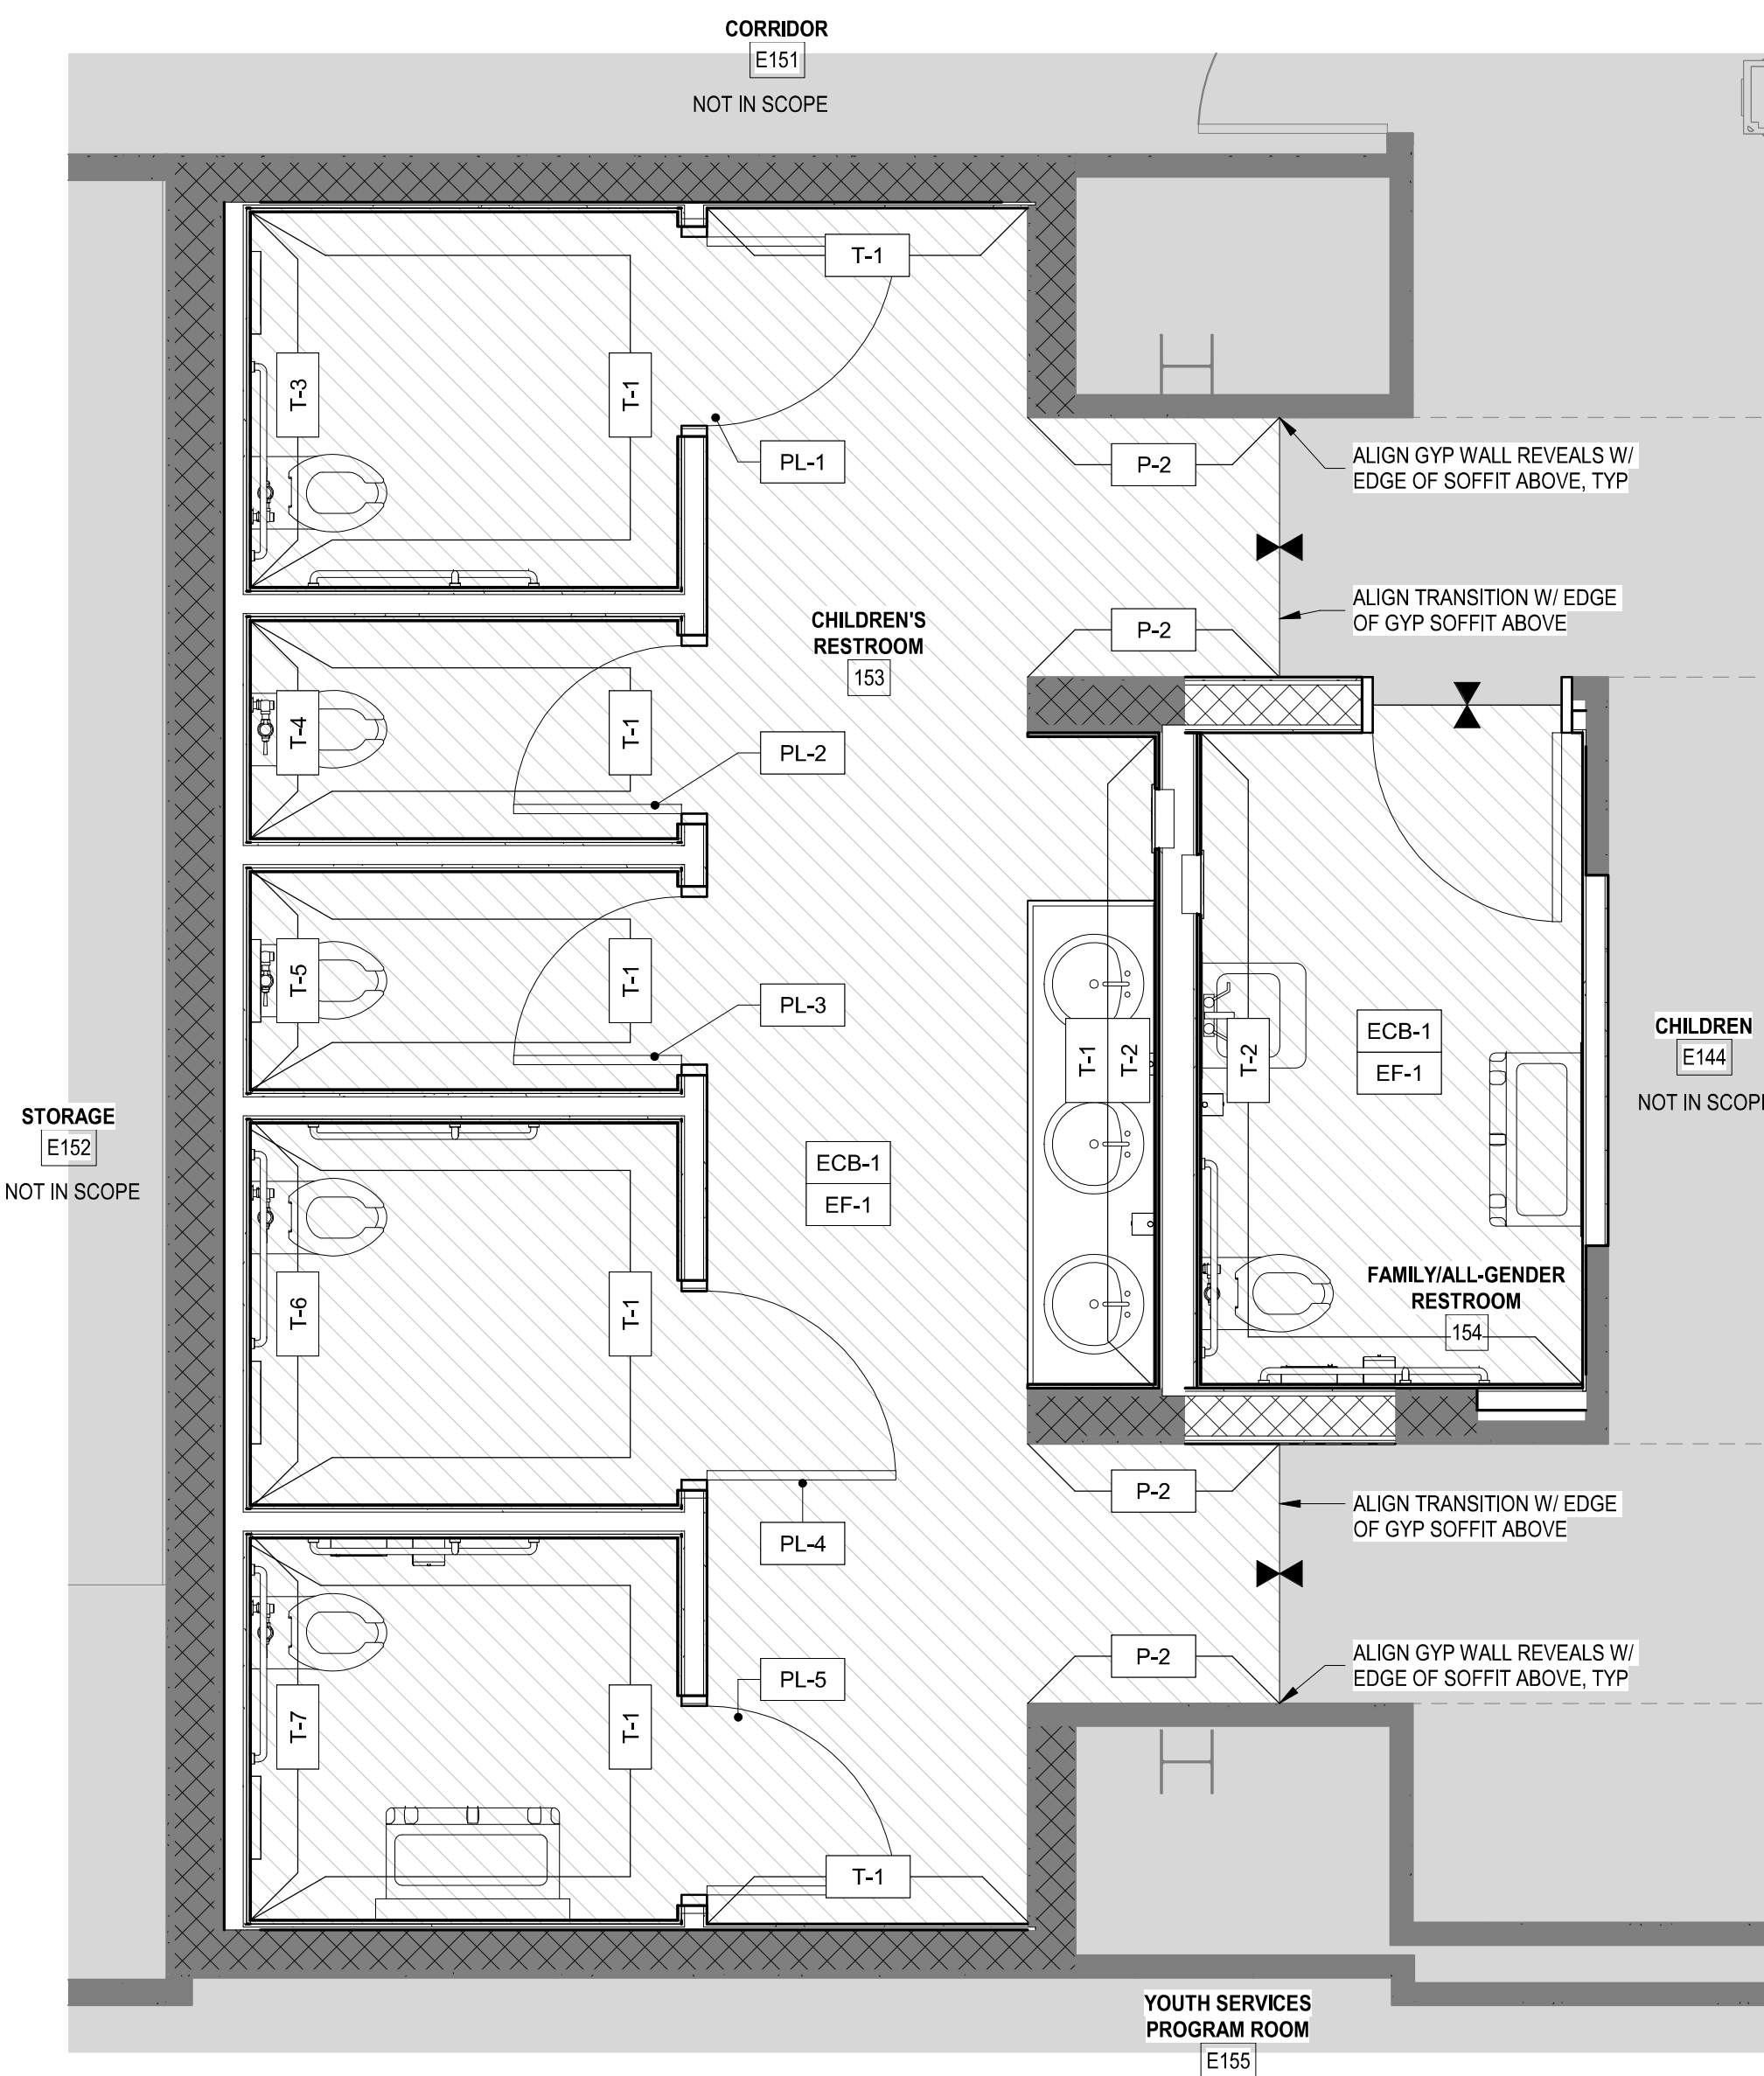 CORRIDOR
E151
NOT IN SCOPE
T-1
T-3
T-1
PL-1
P-2
ALIGN GYP WALL REVEALS W/
EDGE OF SOFFIT ABOVE, TYP
ALIGN TRANSITION W/ EDGE
OF GYP SOFFIT ABOVE
P-2
CHILDREN'S
RESTROOM
153
T-4
T-1
PL-2
T-5
T-1
PL-3
T-1
T-2
T-2
ECB-1
EF-1
CHILDREN
E144
NOT IN SCOPE
STORAGE
E152
NOT IN SCOPE
ECB-1
EF-1
T-6
T-1
FAMILY/ALL-GENDER
RESTROOM
154
P-2
ALIGN TRANSITION W/ EDGE
OF GYP SOFFIT ABOVE
PL-4
P-2
ALIGN GYP WALL REVEALS W/
EDGE OF SOFFIT ABOVE, TYP
PL-5
T-7
T-1
T-1
YOUTH SERVICES
PROGRAM ROOM
E155